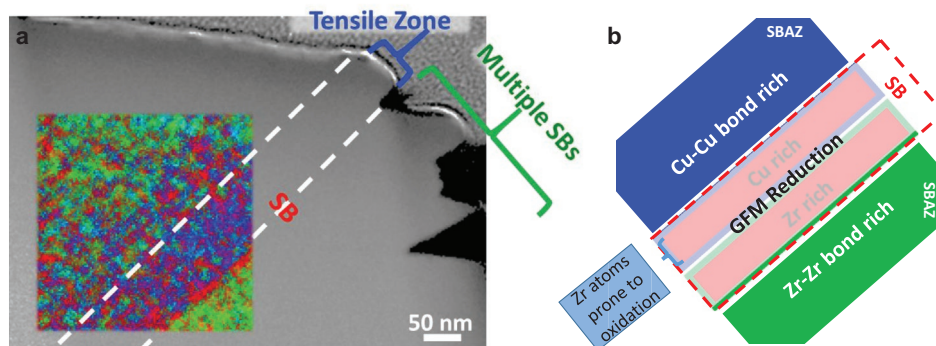 a
Tensile Zone
Multiple SBs
SB
50 nm
b
SBAZ
SB
Cu-Cu bond rich
Cu rich
GFM Reduction
Zr rich
Zr-Zr bond rich
SBAZ
Zr atoms
prone to
oxidation